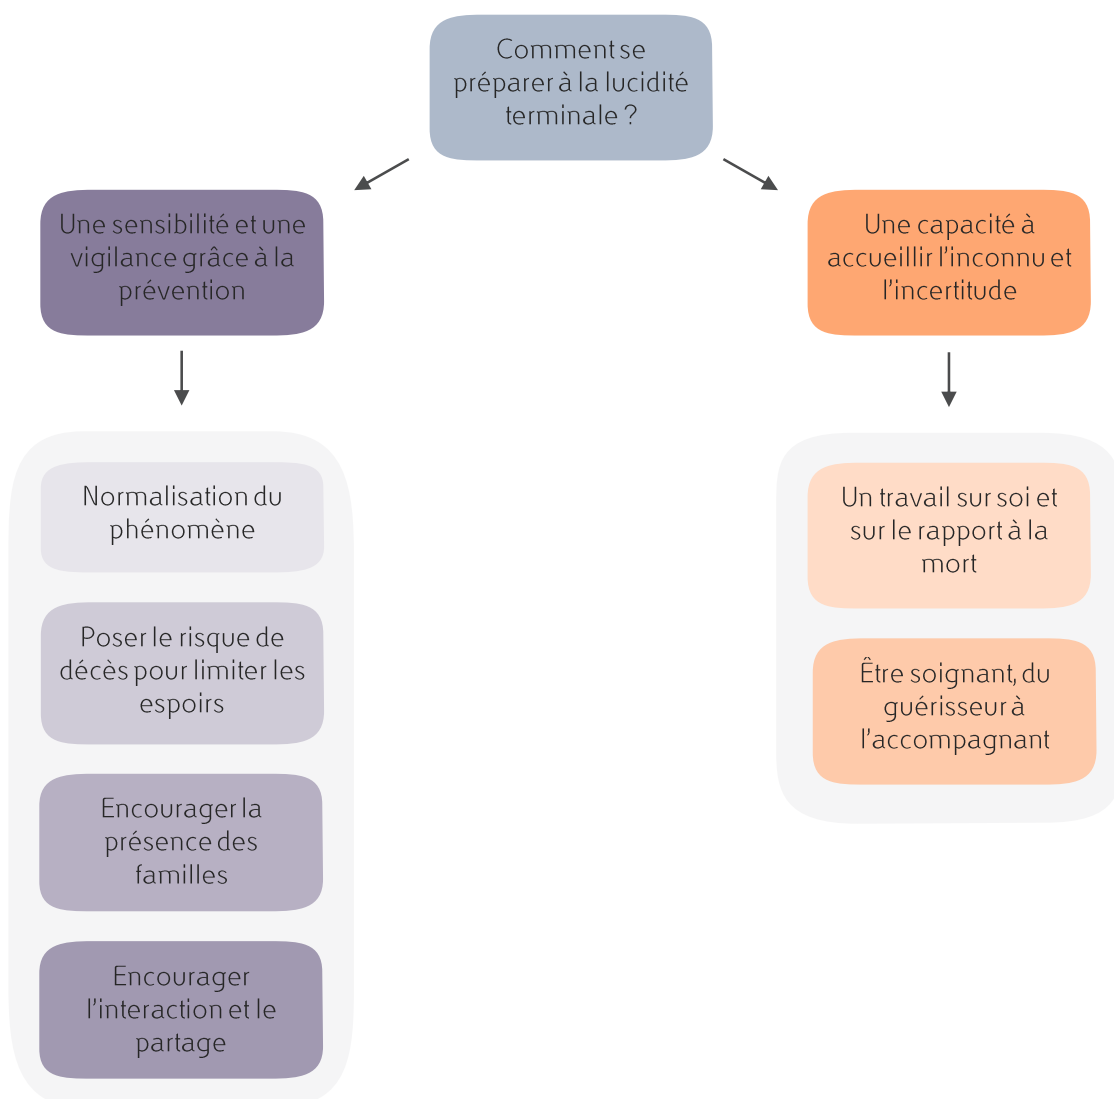 Comment se
préparer à la lucidité
terminale ?
Une sensibilité et une
vigilance grâce à la
prévention
Normalisation du
phénomène
Poser le risque de
décès pour limiter les
espoirs
Encourager la
présence des
familles
Encourager
l'interaction et le
partage
Une capacité à
accueillir l'inconnu et
l'incertitude
Un travail sur soi et
sur le rapport à la
mort
Être soignant, du
guérisseur à
l'accompagnant